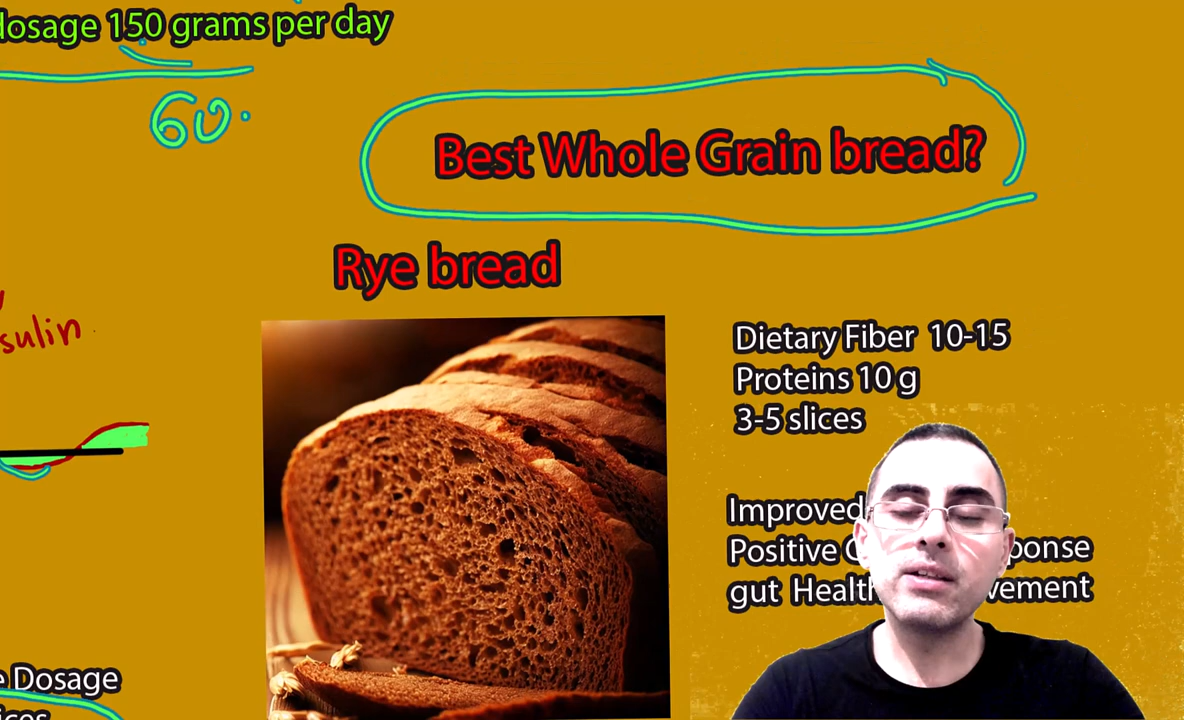 dosage 150 grams per day
60.
Best Whole Grain bread?
Rye bread
sulin
Dietary Fiber 10-15
Proteins 10 g
3-5 slices
Improved
Positive ponse
gut Health vement
Dosage